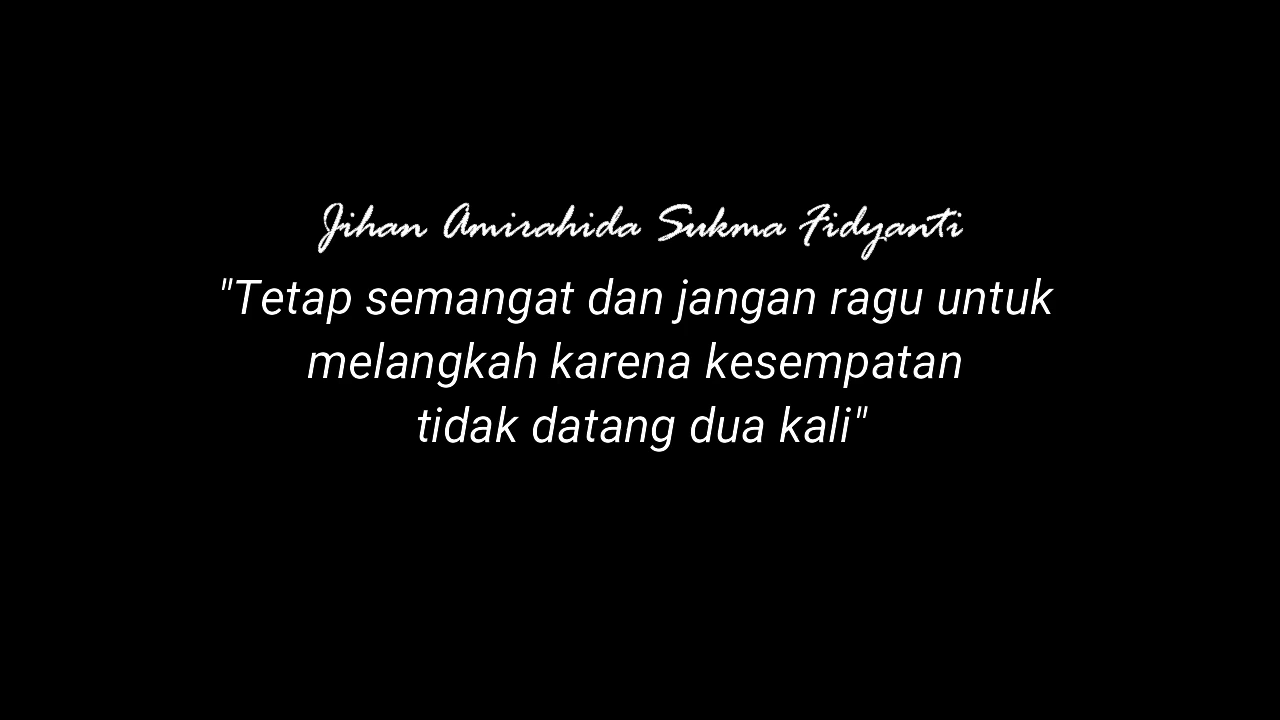 Jihan Amirahida Sukma Fidyanti
"Tetap semangat dan jangan ragu untuk
melangkah karena kesempatan
tidak datang dua kali"